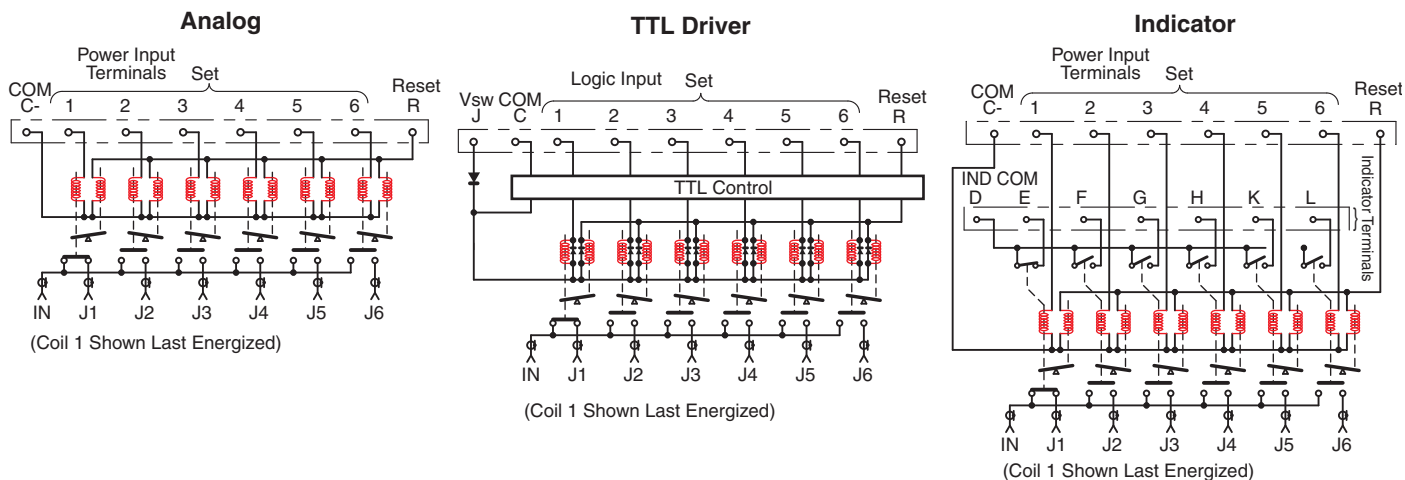 Analog
Power Input
Terminals
Set
COM
C- 1 2 3 4 5 6
Reset
R
IN J1 J2 J3 J4 J5 J6
(Coil 1 Shown Last Energized)
TTL Driver
Logic Input
Set
Vsw COM
J C 1 2 3 4 5 6
Reset
R
TTL Control
IN J1 J2 J3 J4 J5 J6
(Coil 1 Shown Last Energized)
Indicator
Power Input
Terminals
Set
COM
C- 1 2 3 4 5 6
Reset
R
IND COM
D E F G H K L
Indicator Terminals
IN J1 J2 J3 J4 J5 J6
(Coil 1 Shown Last Energized)